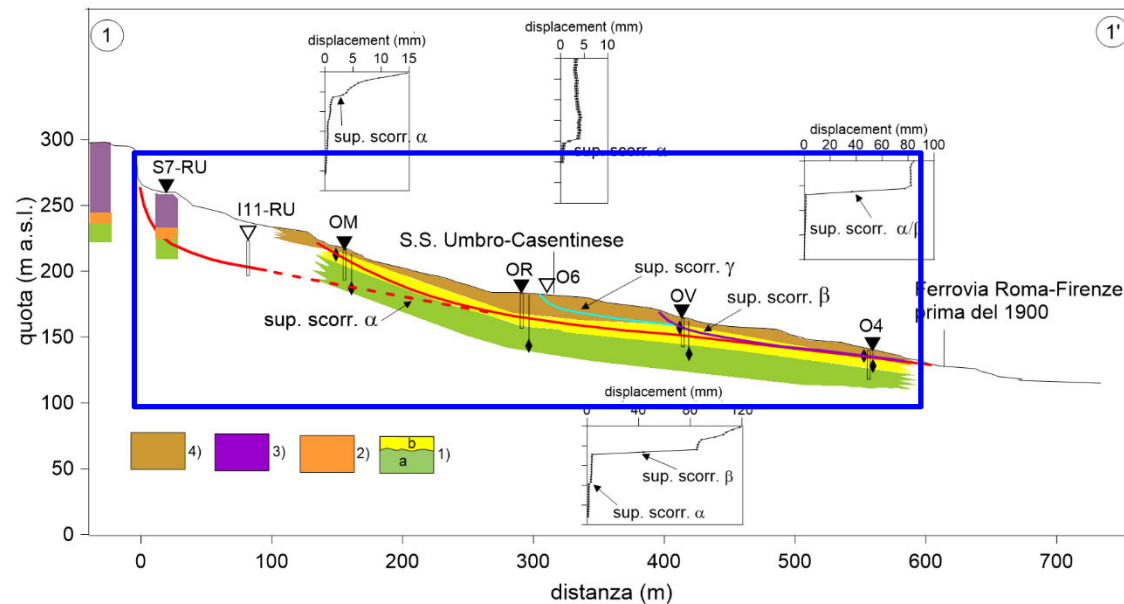 1
1'
displacement (mm)
0 5 10 15
sup. scorr. α
displacement (mm)
0 5 10
sup. scorr. α
displacement (mm)
0 20 40 60 80 100
sup. scorr. α/β
300
250
200
150
100
50
0
quota (m a.s.l.)
S7-RU
I11-RU
OM
S.S. Umbro-Casentinese
OR
O6
sup. scorr. γ
OV
sup. scorr. β
sup. scorr. α
O4
Ferrovia Roma-Firenze
prima del 1900
displacement (mm)
0 40 80 120
sup. scorr. β
sup. scorr. α
4)
3)
2)
b
a
1)
0 100 200 300 400 500 600 700
distanza (m)